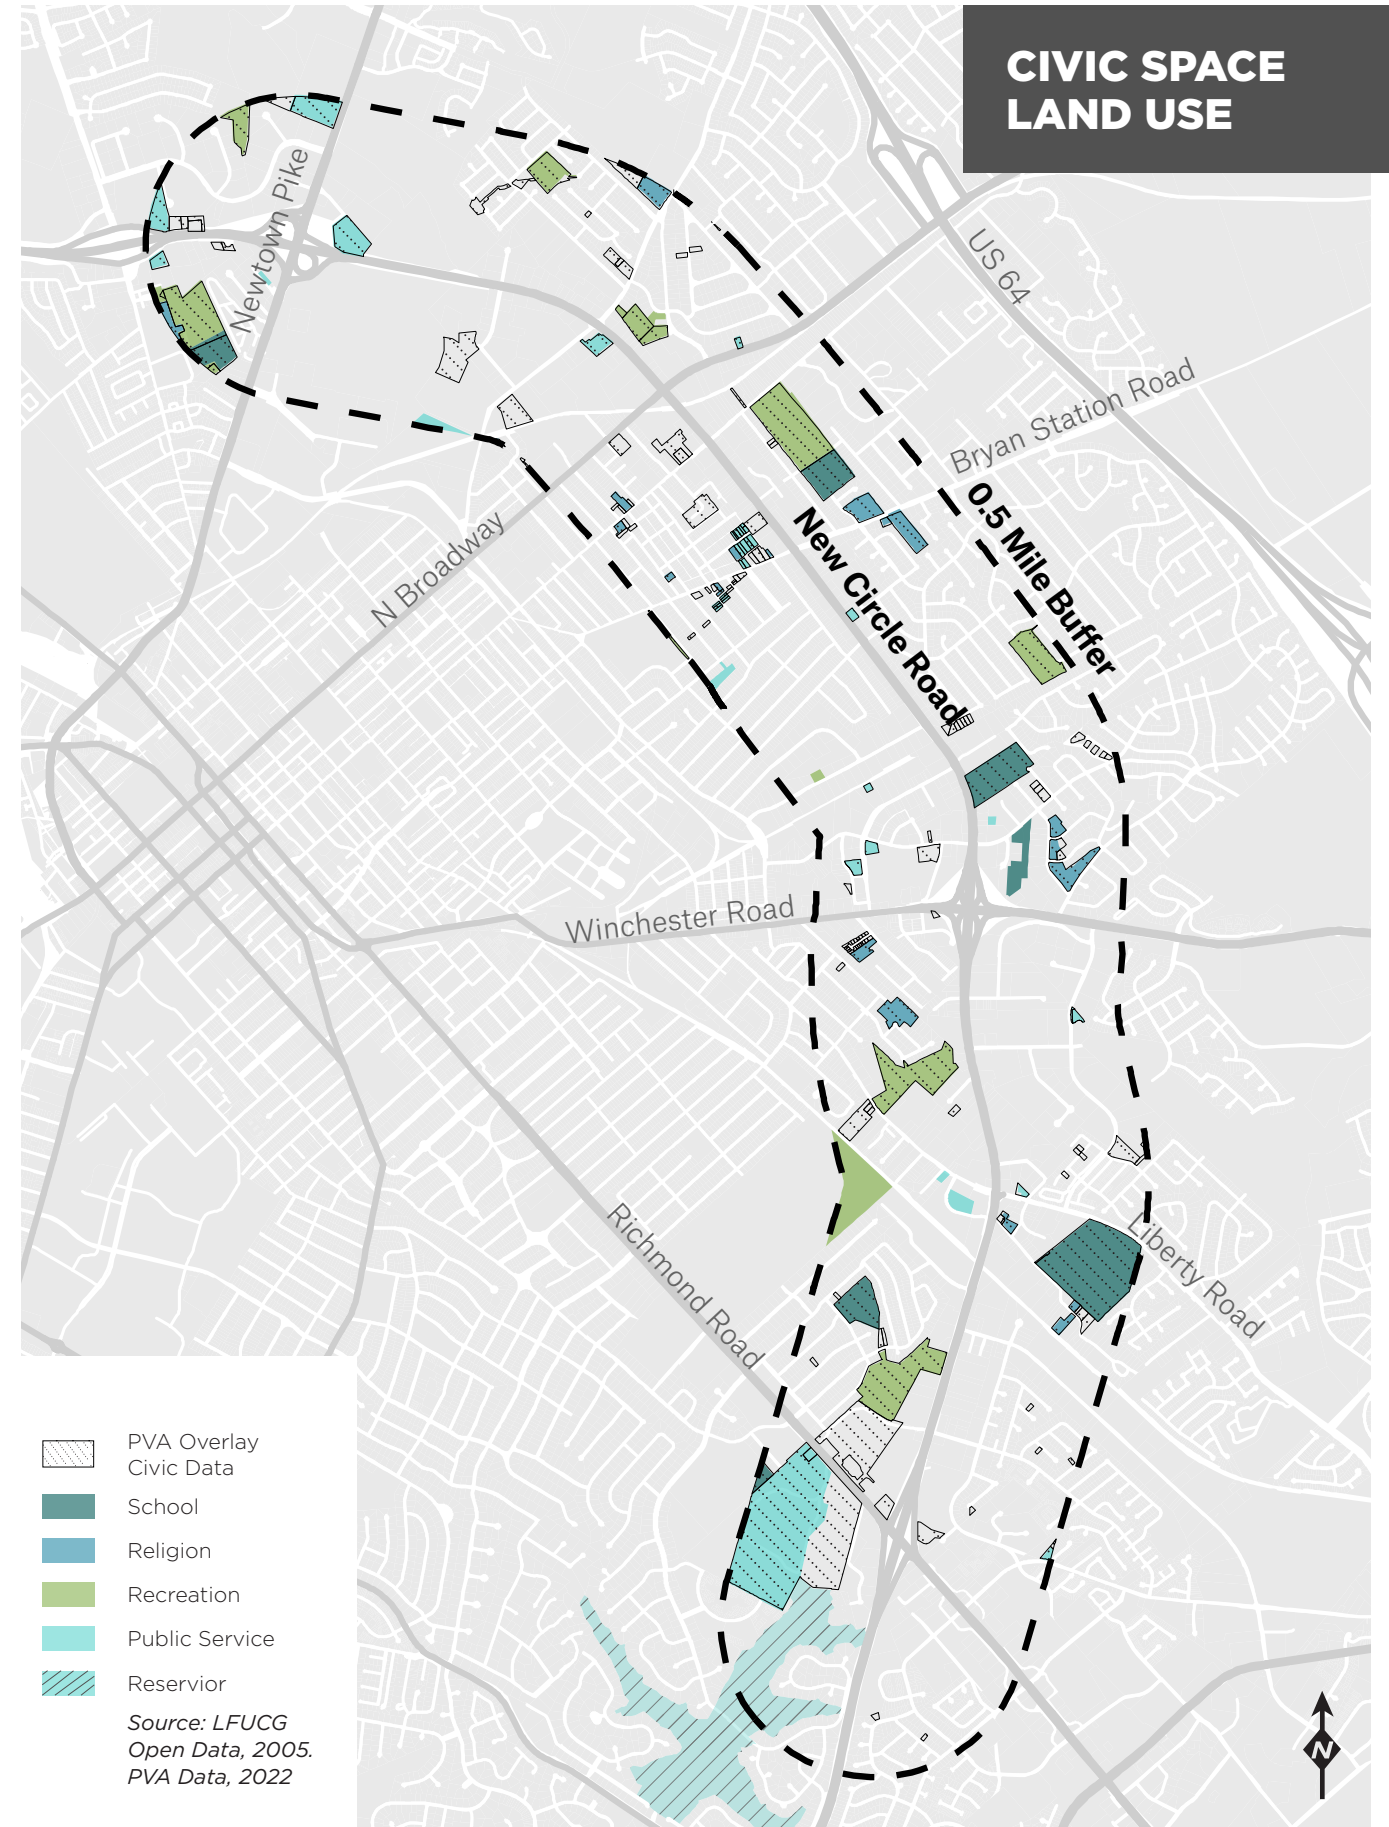 CIVIC SPACE
LAND USE
Newtown Pike
US 64
Bryan Station Road
0.5 Mile Buffer
New Circle Road
N Broadway
Winchester Road
Richmond Road
Liberty Road
PVA Overlay
Civic Data
School
Religion
Recreation
Public Service
Reservior
Source: LFUCG
Open Data, 2005.
PVA Data, 2022
N